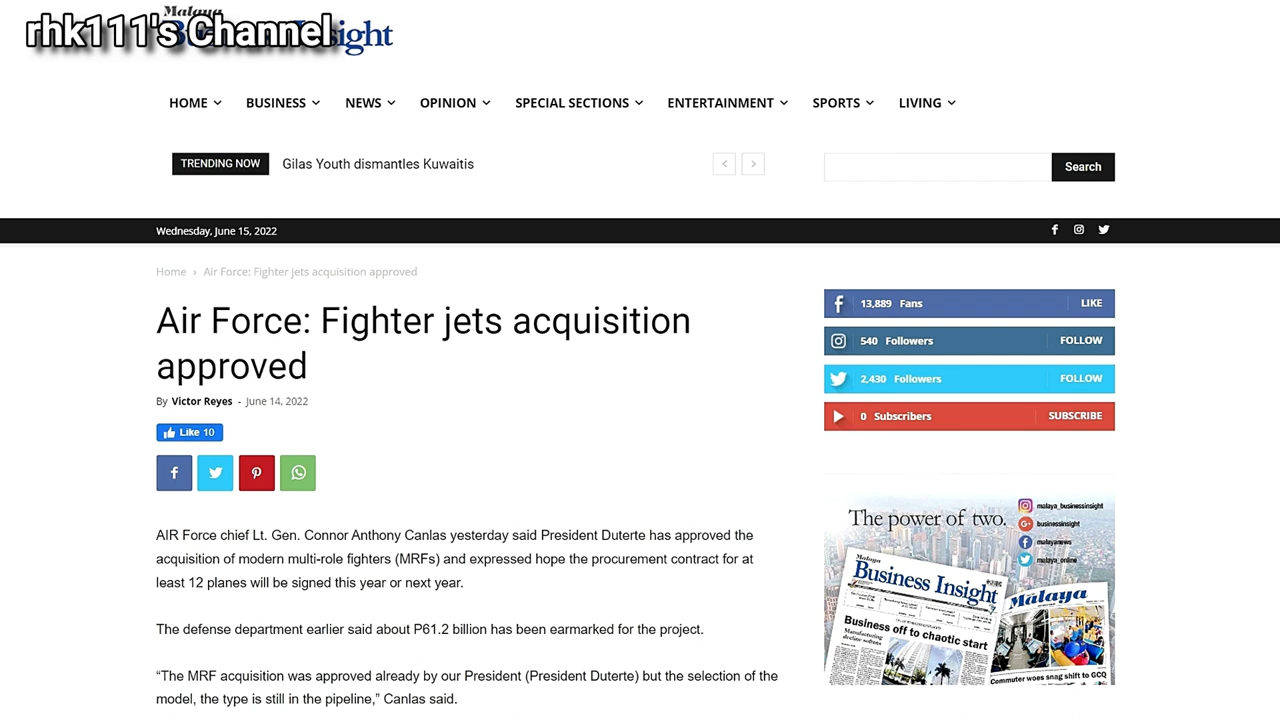 Malaya
rhk111's Channel
Business Insight
HOME
BUSINESS
NEWS
OPINION
SPECIAL SECTIONS
ENTERTAINMENT
SPORTS
LIVING
TRENDING NOW
Gilas Youth dismantles Kuwaitis
Search
Wednesday, June 15, 2022
Home › Air Force: Fighter jets acquisition approved
Air Force: Fighter jets acquisition
approved
By Victor Reyes - June 14, 2022
Like 10
AIR Force chief Lt. Gen. Connor Anthony Canlas yesterday said President Duterte has approved the
acquisition of modern multi-role fighters (MRFs) and expressed hope the procurement contract for at
least 12 planes will be signed this year or next year.
The defense department earlier said about P61.2 billion has been earmarked for the project.
“The MRF acquisition was approved already by our President (President Duterte) but the selection of the
model, the type is still in the pipeline,” Canlas said.
13,889 Fans LIKE
540 Followers FOLLOW
2,430 Followers FOLLOW
0 Subscribers SUBSCRIBE
The power of two.
malaya_businessinsight
businessinsight
malayanews
malaya_online
Malaya
Business Insight
Business off to chaotic start
Manufacturing
decline softens
Malaya
Commuter woes snag shift to GCQ